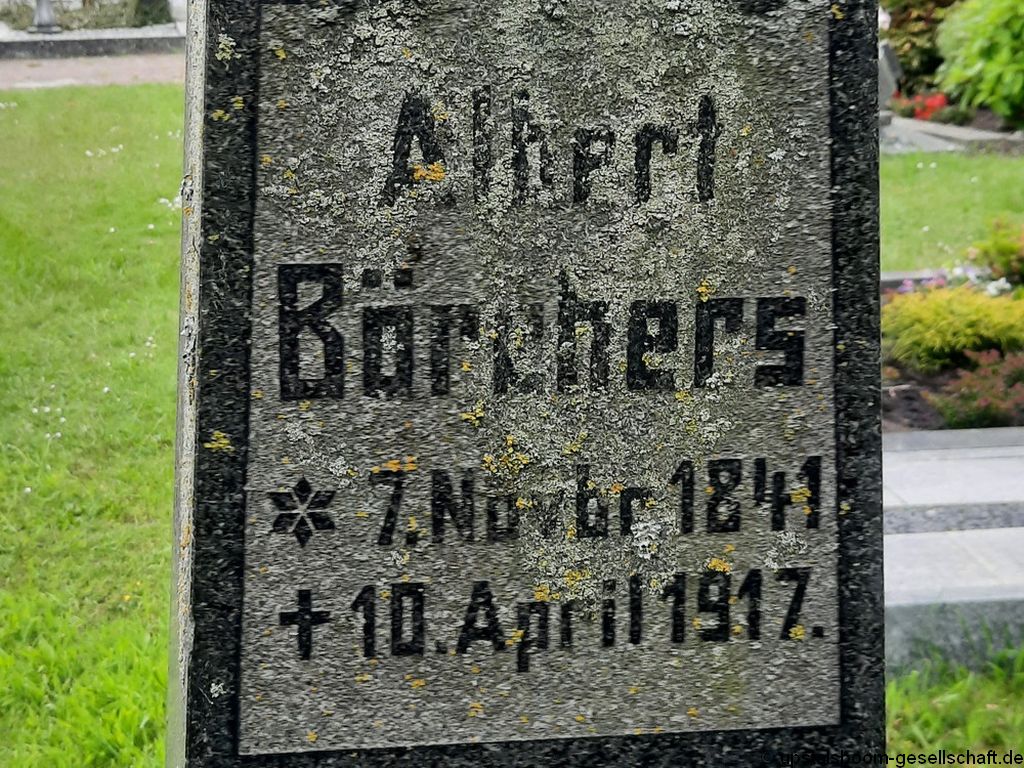 Albert
Börchers
* 7. Novbr 1841
† 10. April 1917.
© upstalsboom-gesellschaft.de